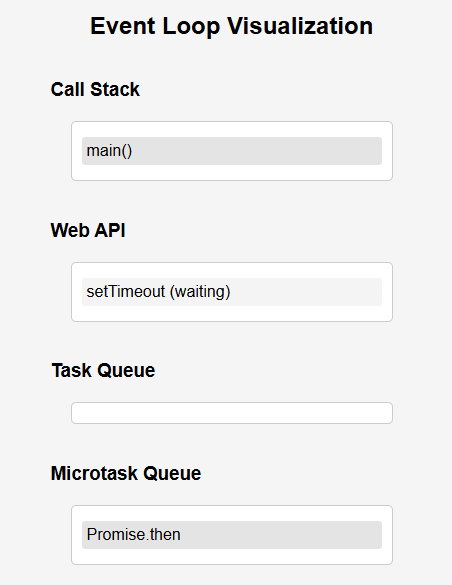 Event Loop Visualization
Call Stack
main()
Web API
setTimeout (waiting)
Task Queue
Microtask Queue
Promise.then